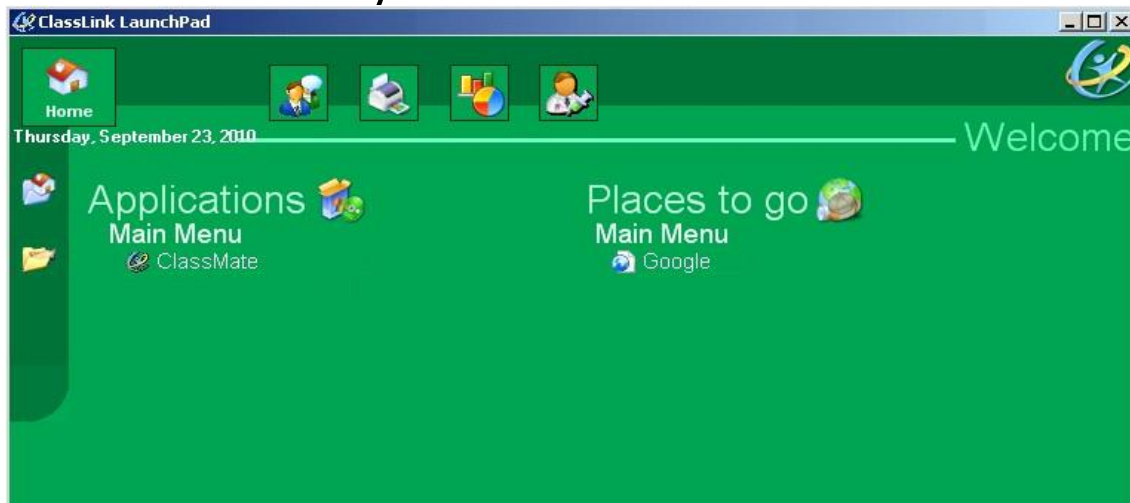 ClassLink LaunchPad
Home
Thursday, September 23, 2010
Welcome
Applications
Places to go
Main Menu
Main Menu
ClassMate
Google